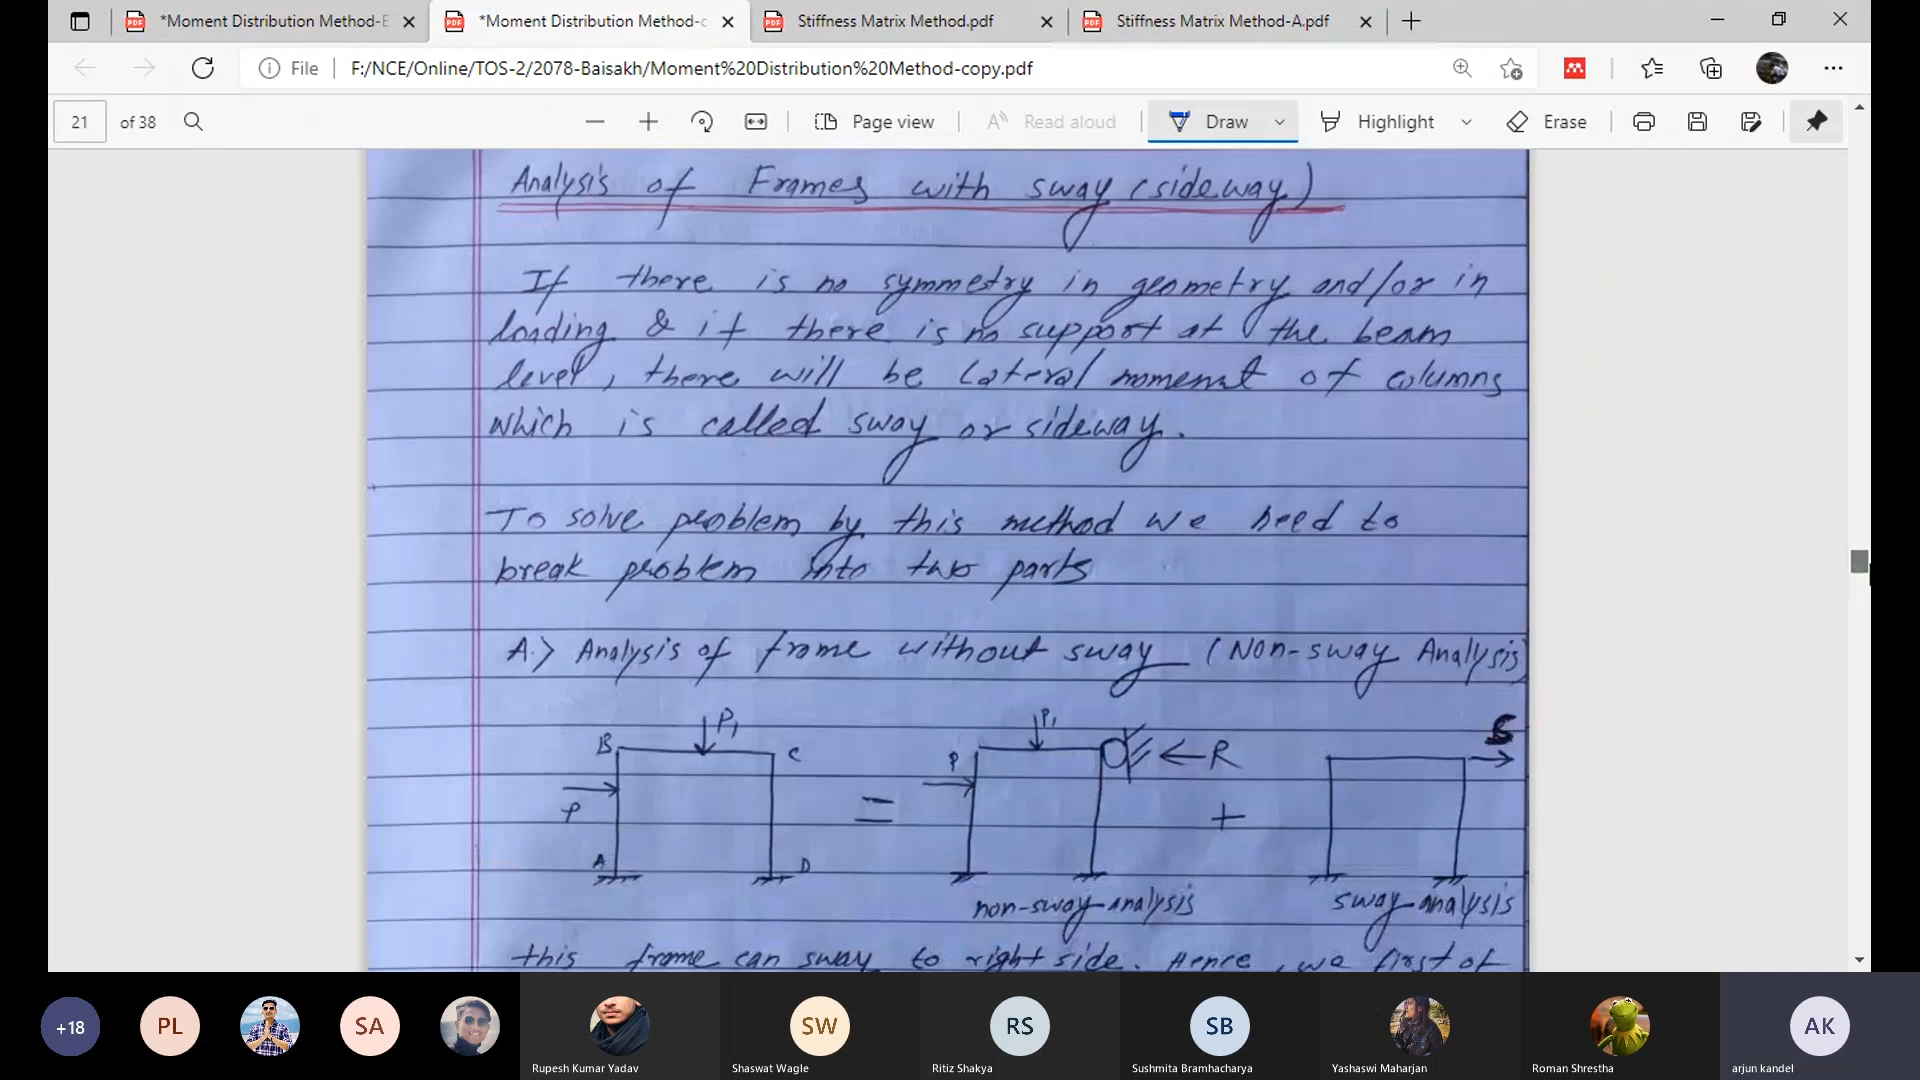 *Moment Distribution Method-E
*Moment Distribution Method-c
Stiffness Matrix Method.pdf
Stiffness Matrix Method-A.pdf
File
F:/NCE/Online/TOS-2/2078-Baisakh/Moment%20Distribution%20Method-copy.pdf
21 of 38
Page view
Read aloud
Draw
Highlight
Erase
Analysis of Frames with sway (sideway)
If there is no symmetry in geometry and/or in
loading & if there is no support at the beam
level, there will be lateral moment of columns
which is called sway or sideway.
To solve problem by this method we need to
break problem into two parts
A.> Analysis of frame without sway (Non-sway Analysis)
B P1 C
P
A D
=
P1
P
← R
+
S
non-sway-analysis
sway-analysis
this frame can sway to right side. Hence, we first of
+18
PL
SA
Rupesh Kumar Yadav
SW
Shaswat Wagle
RS
Ritiz Shakya
SB
Sushmita Bramhacharya
Yashaswi Maharjan
Roman Shrestha
AK
arjun kandel